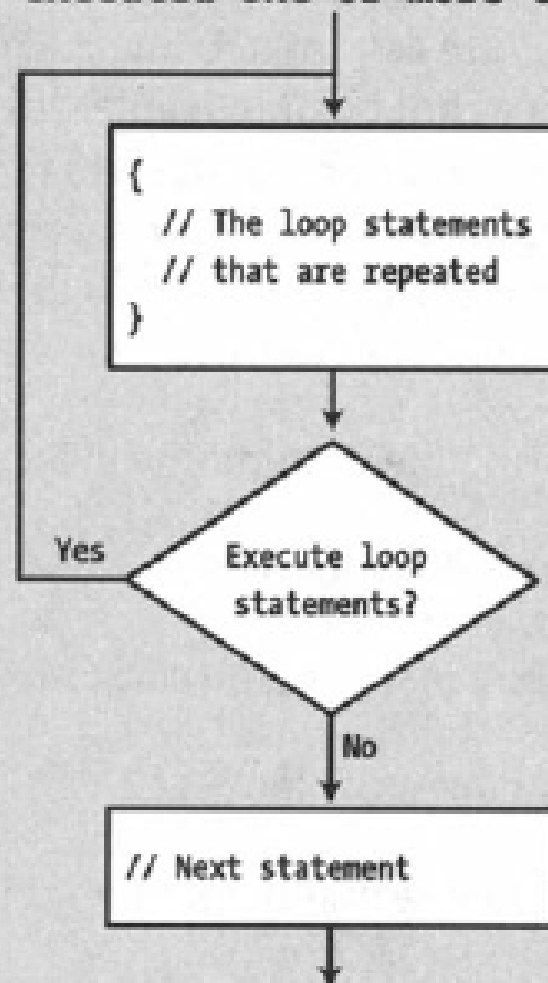 {
// The loop statements
// that are repeated
}
Yes
Execute loop
statements?
No
// Next statement